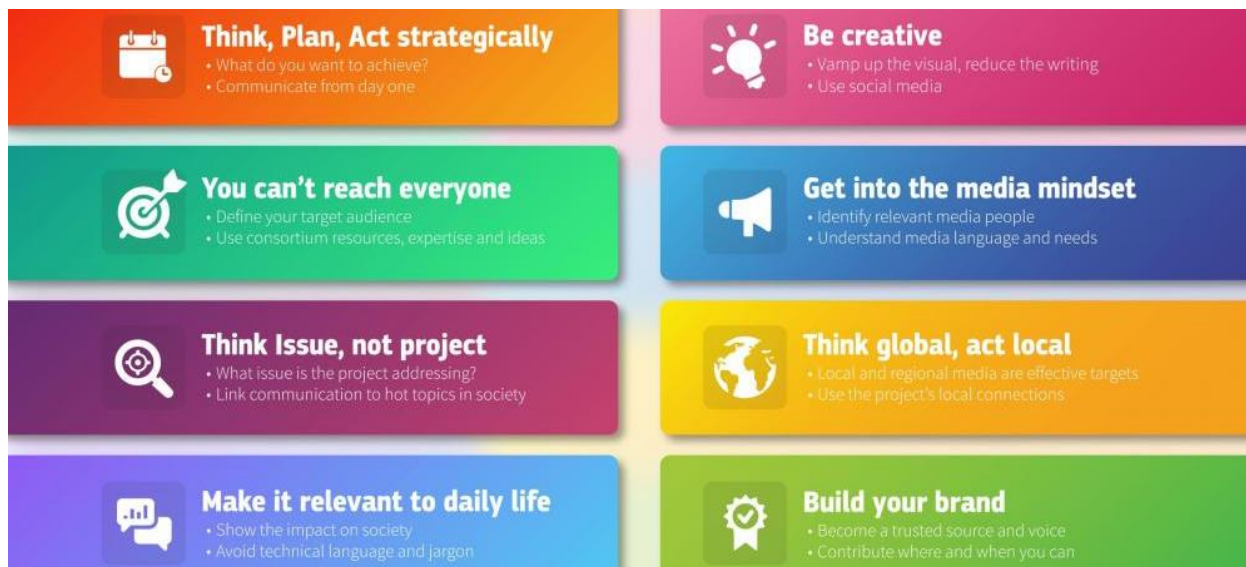 Think, Plan, Act strategically
• What do you want to achieve?
• Communicate from day one
You can't reach everyone
• Define your target audience
• Use consortium resources, expertise and ideas
Think Issue, not project
• What issue is the project addressing?
• Link communication to hot topics in society
Make it relevant to daily life
• Show the impact on society
• Avoid technical language and jargon
Be creative
• Vamp up the visual, reduce the writing
• Use social media
Get into the media mindset
• Identify relevant media people
• Understand media language and needs
Think global, act local
• Local and regional media are effective targets
• Use the project's local connections
Build your brand
• Become a trusted source and voice
• Contribute where and when you can